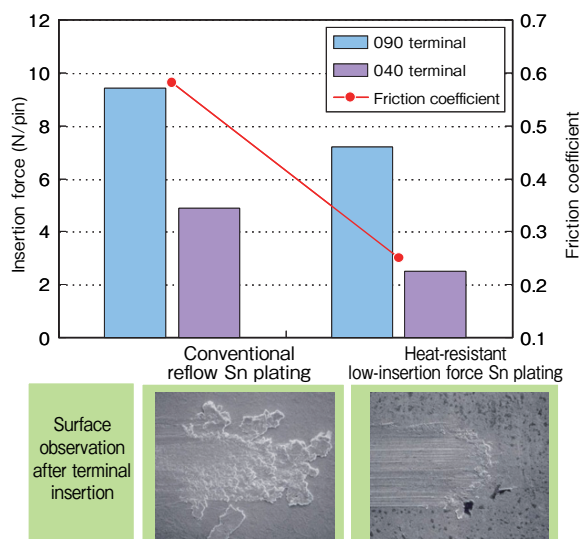 12
10
8
6
4
2
0
Insertion force (N/pin)
090 terminal
040 terminal
Friction coefficient
0.7
0.6
0.5
0.4
0.3
0.2
0.1
Friction coefficient
Conventional
reflow Sn plating
Heat-resistant
low-insertion force Sn plating
Surface
observation
after terminal
insertion